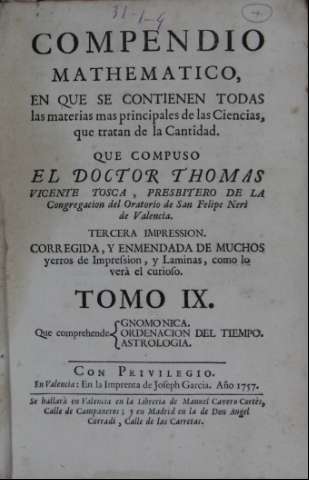 31-1-9
COMPENDIO
MATHEMATICO,
EN QUE SE CONTIENEN TODAS
las materias mas principales de las Ciencias,
que tratan de la Cantidad.
QUE COMPUSO
EL DOCTOR THOMAS
VICENTE TOSCA, PRESBITERO DE LA
Congregacion del Oratorio de San Felipe Neri
de Valencia.
TERCERA IMPRESSION.
CORREGIDA, Y ENMENDADA DE MUCHOS
yerros de Impression, y Laminas, como lo
verà el curioso.
TOMO IX.
GNOMONICA.
Que comprehende { ORDENACION DEL TIEMPO.
ASTROLOGIA.
CON PRIVILEGIO.
En Valencia: En la Imprenta de Joseph Garcia. Año 1757.
Se hallarà en Valencia en la Libreria de Manuel Cavero Cortès,
Calle de Campaneros; y en Madrid en la de Don Angel
Corradi, Calle de las Carretas.